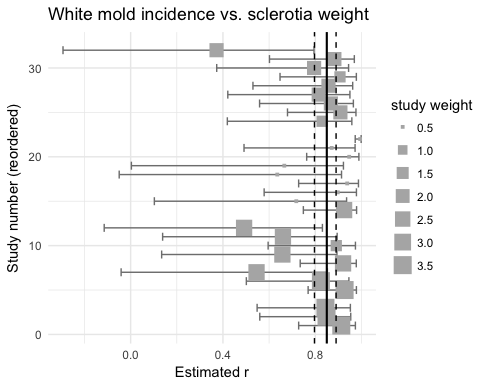 White mold incidence vs. sclerotia weight
Study number (reordered)
30
20
10
0
0.0 0.4 0.8
Estimated r
study weight
0.5
1.0
1.5
2.0
2.5
3.0
3.5